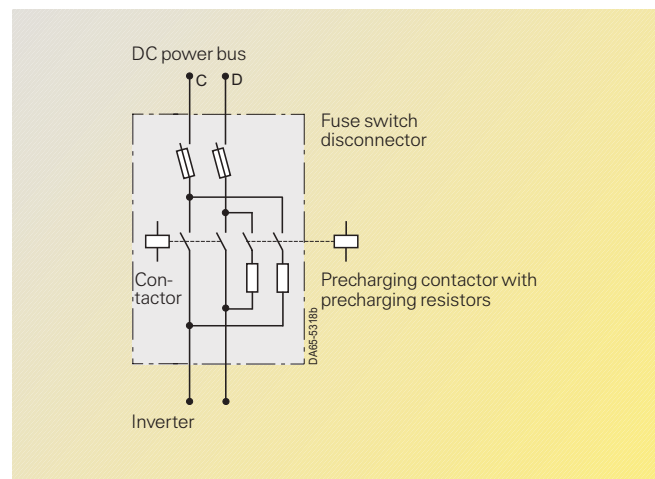 DC power bus
C D
Fuse switch
disconnector
Con-
tactor
Precharging contactor with
precharging resistors
DA65-5318b
Inverter